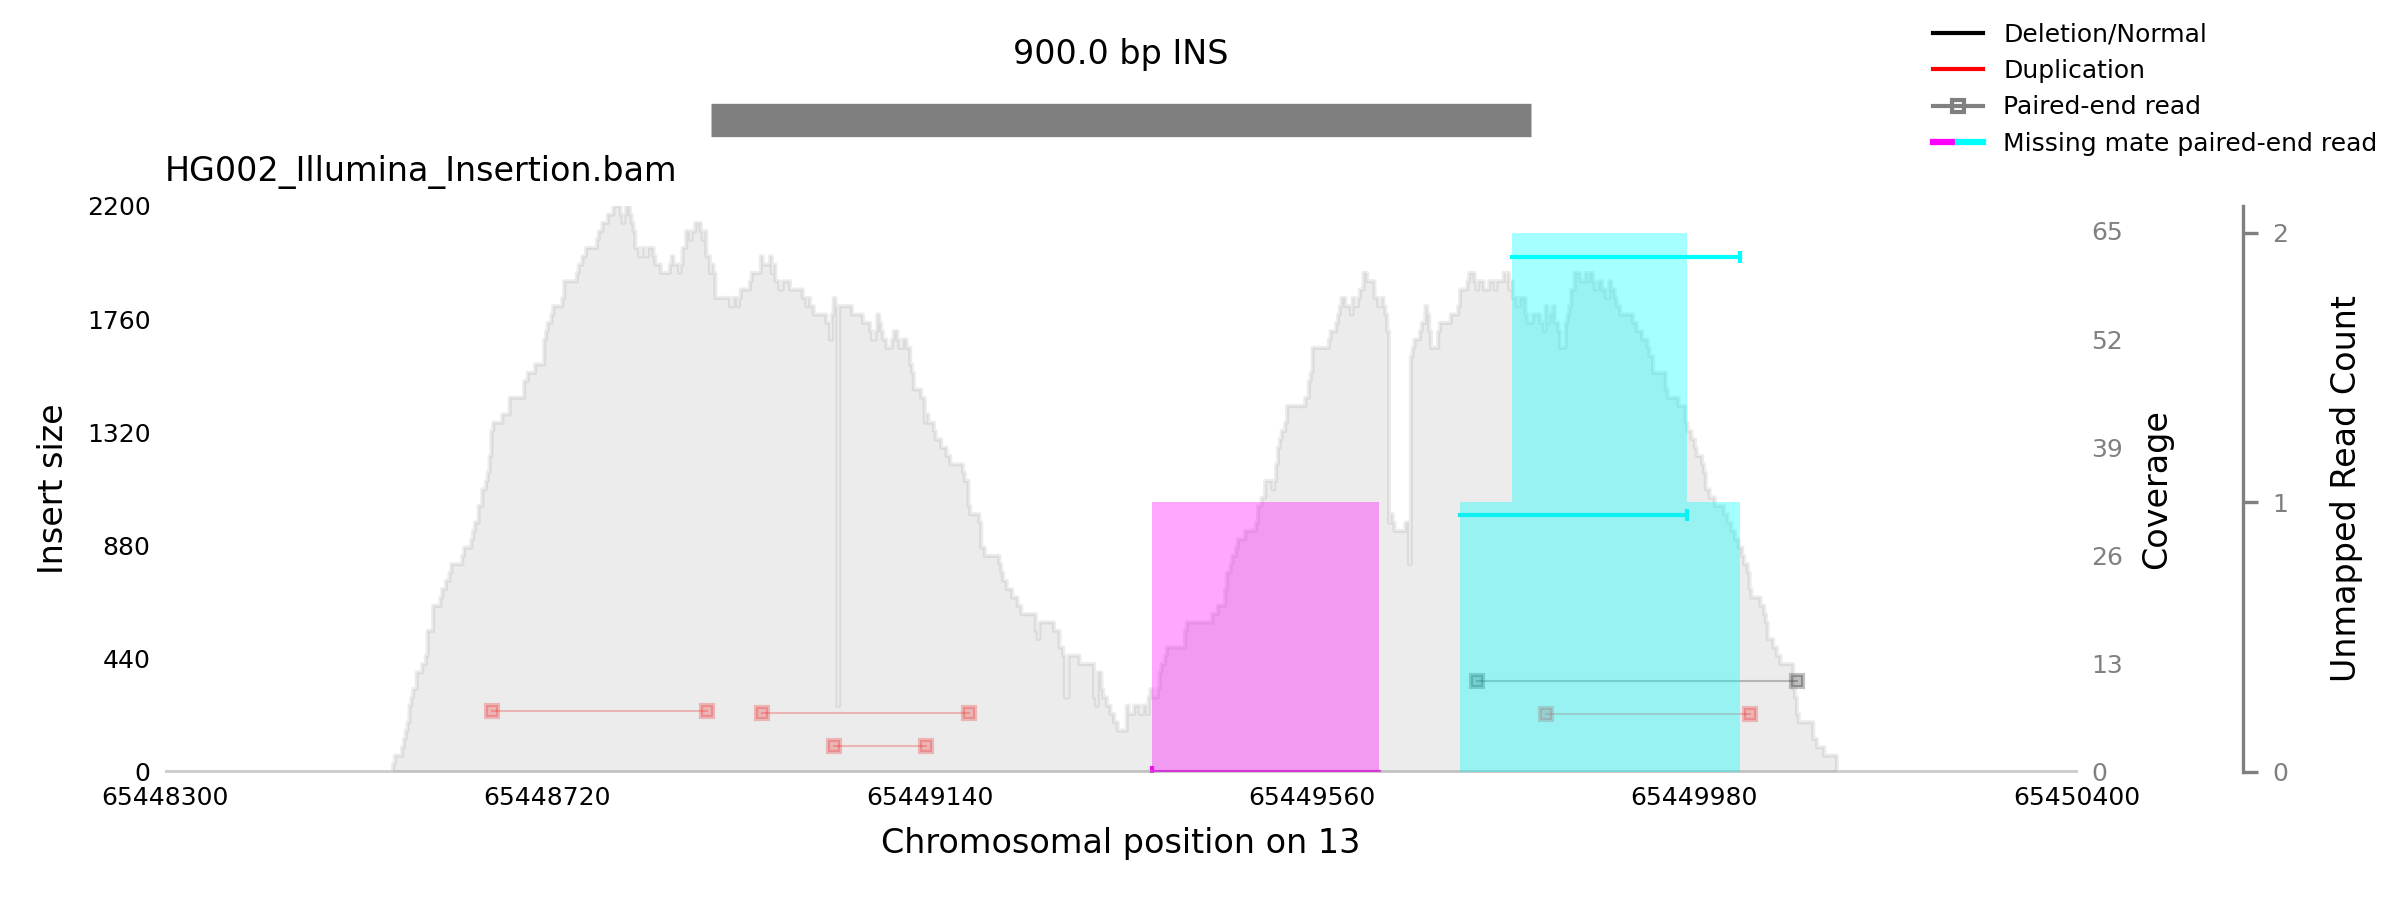 900.0 bp INS
Deletion/Normal
Duplication
Paired-end read
Missing mate paired-end read
HG002_Illumina_Insertion.bam
2200
1760
1320
880
440
0
Insert size
65
52
39
26
13
0
Coverage
2
1
0
Unmapped Read Count
65448300 65448720 65449140 65449560 65449980 65450400
Chromosomal position on 13